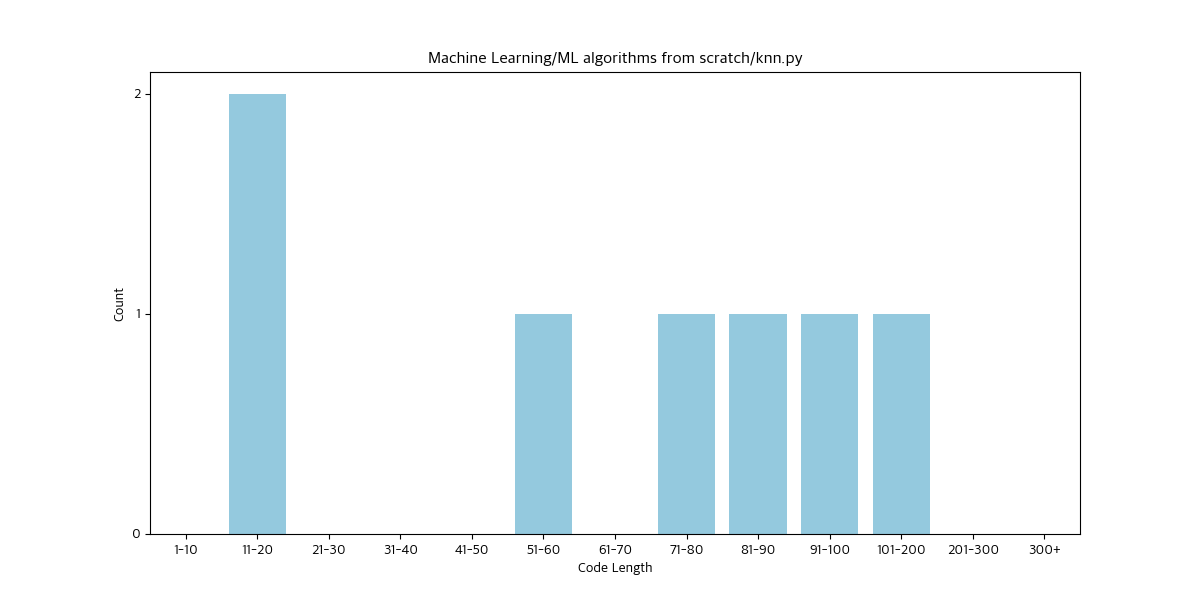 Machine Learning/ML algorithms from scratch/knn.py
Count
2
1
0
1-10 11-20 21-30 31-40 41-50 51-60 61-70 71-80 81-90 91-100 101-200 201-300 300+
Code Length